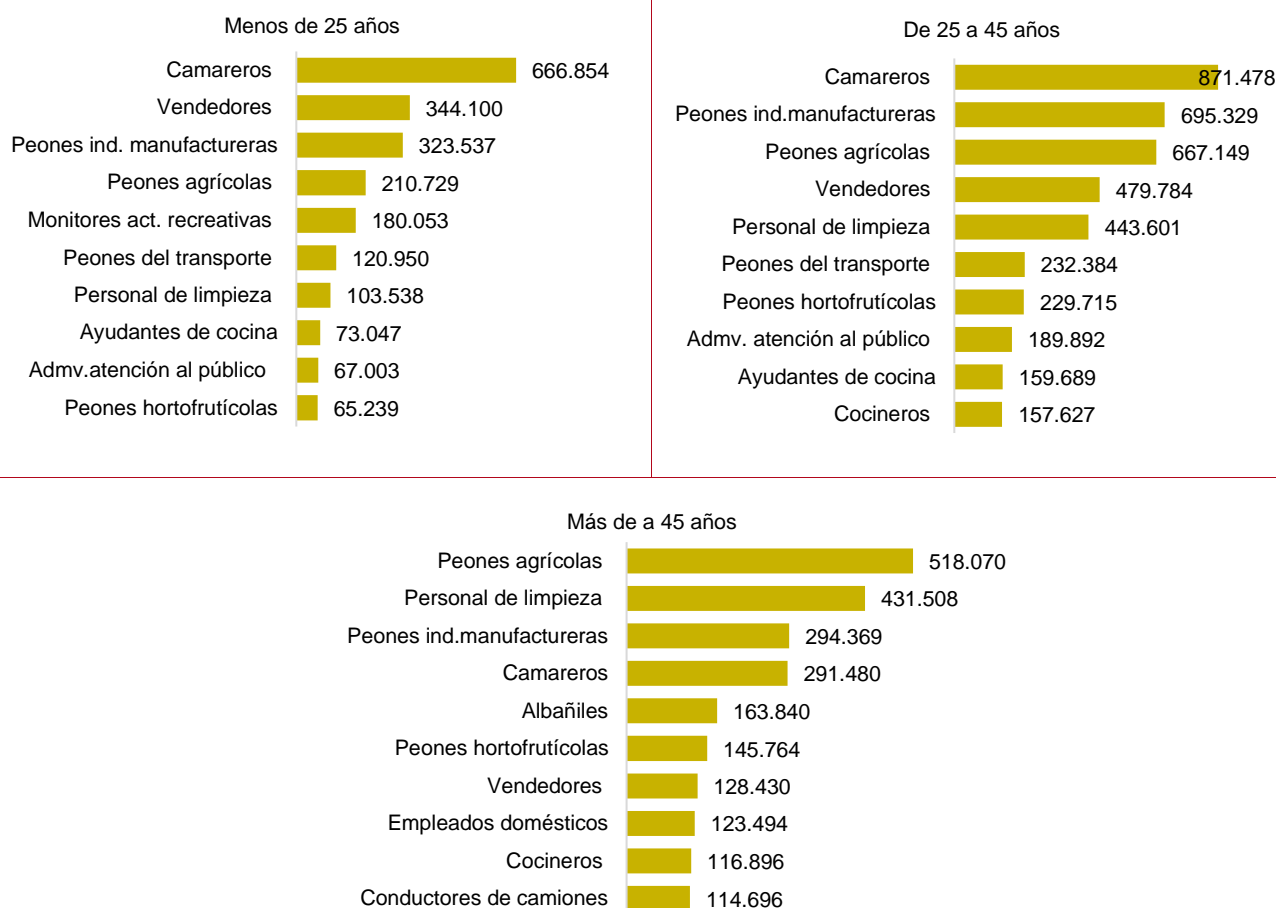 Menos de 25 años
Camareros 666.854
Vendedores 344.100
Peones ind. manufactureras 323.537
Peones agrícolas 210.729
Monitores act. recreativas 180.053
Peones del transporte 120.950
Personal de limpieza 103.538
Ayudantes de cocina 73.047
Admv.atención al público 67.003
Peones hortofrutícolas 65.239
De 25 a 45 años
Camareros 871.478
Peones ind.manufactureras 695.329
Peones agrícolas 667.149
Vendedores 479.784
Personal de limpieza 443.601
Peones del transporte 232.384
Peones hortofrutícolas 229.715
Admv. atención al público 189.892
Ayudantes de cocina 159.689
Cocineros 157.627
Más de a 45 años
Peones agrícolas 518.070
Personal de limpieza 431.508
Peones ind.manufactureras 294.369
Camareros 291.480
Albañiles 163.840
Peones hortofrutícolas 145.764
Vendedores 128.430
Empleados domésticos 123.494
Cocineros 116.896
Conductores de camiones 114.696